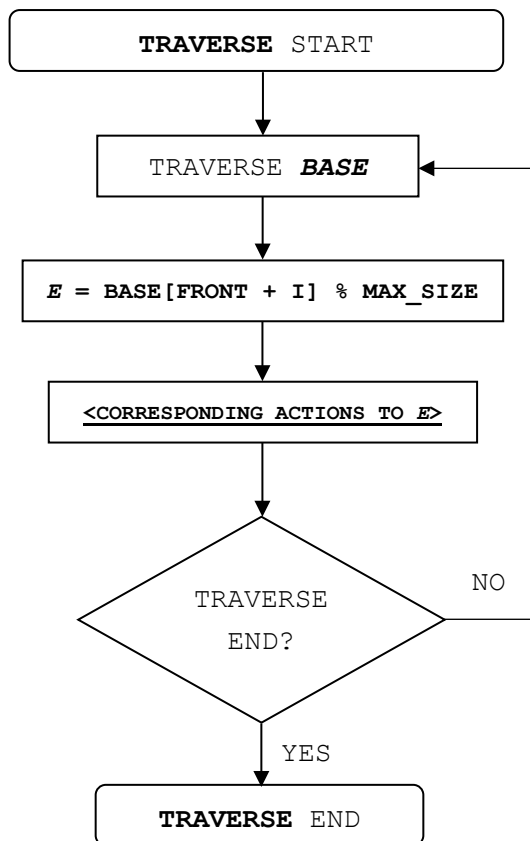 TRAVERSE START
TRAVERSE BASE
E = BASE[FRONT + I] % MAX_SIZE
<CORRESPONDING ACTIONS TO E>
TRAVERSE
END?
NO
YES
TRAVERSE END